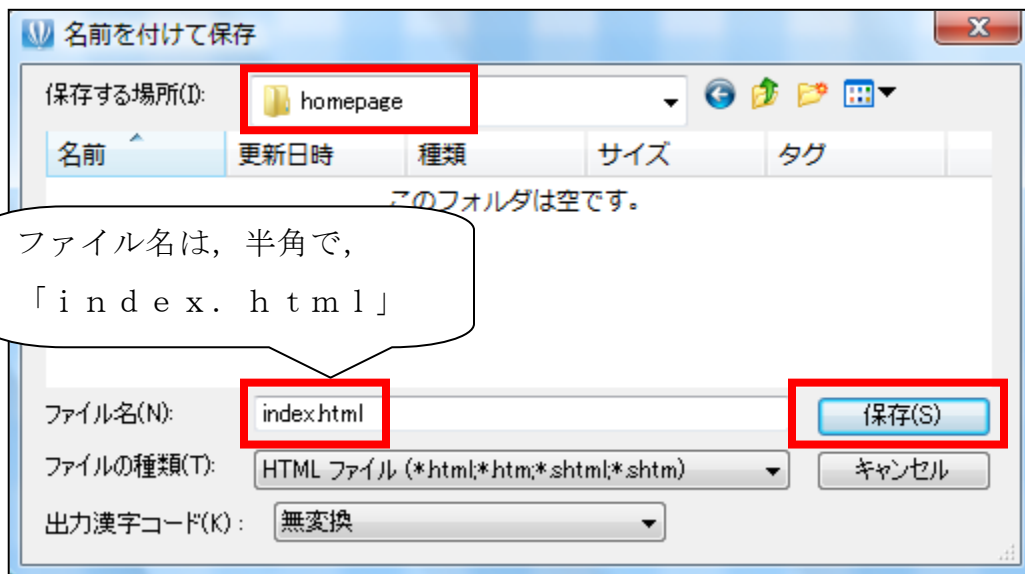 名前を付けて保存
保存する場所(I):
homepage
名前 更新日時 種類 サイズ タグ
このフォルダは空です。
ファイル名は，半角で，
「ｉｎｄｅｘ．ｈｔｍｌ」
ファイル名(N):
index.html
保存(S)
ファイルの種類(T):
HTML ファイル (*.html;*.htm;*.shtml;*.shtm)
キャンセル
出力漢字コード(K) :
無変換